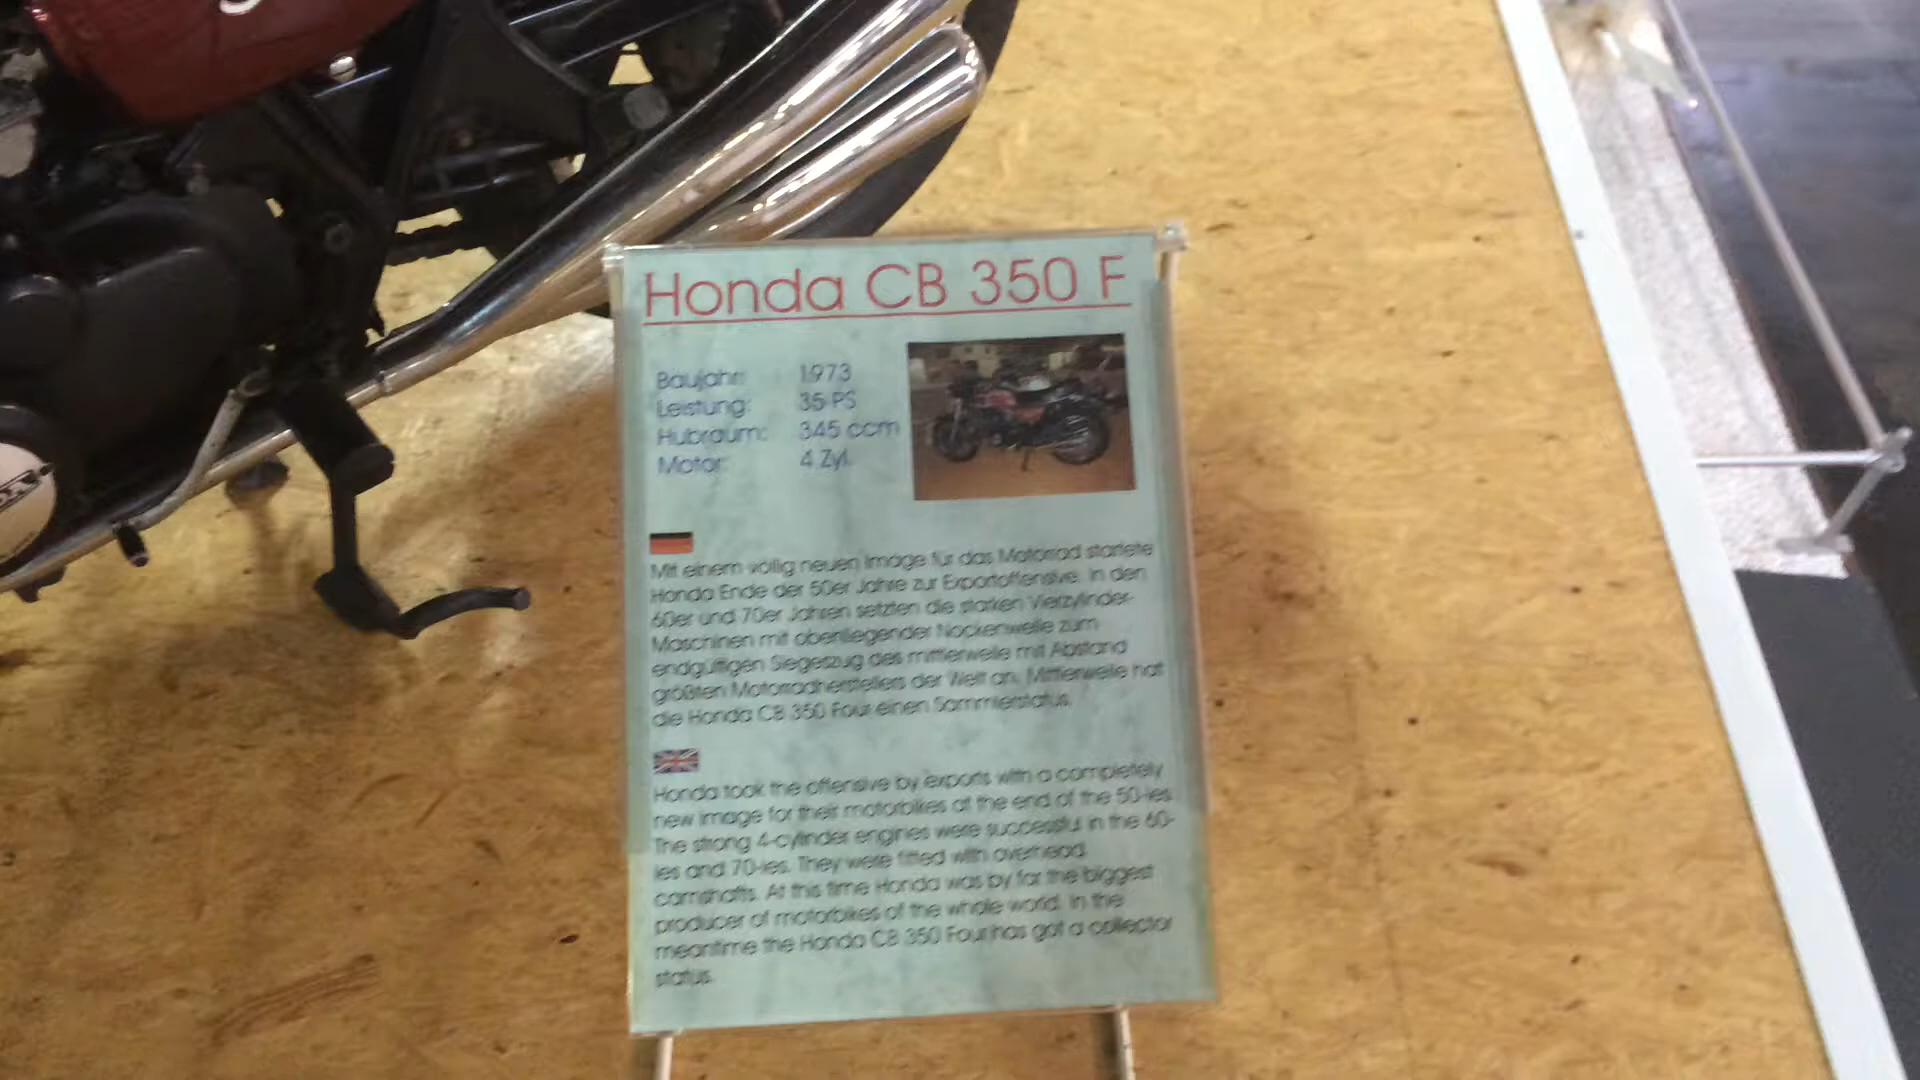 Honda CB 350 F
Baujahr: 1973
Leistung: 35 PS
Hubraum: 345 ccm
Motor: 4 Zyl.
Mit einem völlig neuen Image für das Motorrad startete
Honda Ende der 50er Jahre zur Exportoffensive. In den
60er und 70er Jahren setzten die starken Vierzylinder-
Maschinen mit obenliegender Nockenwelle zum
endgültigen Siegeszug des mittlerweile mit Abstand
größten Motorradherstellers der Welt an. Mittlerweile hat
die Honda CB 350 Four einen Sammlerstatus.
Honda took the offensive by exports with a completely
new image for their motorbikes at the end of the 50-ies.
The strong 4-cylinder engines were successful in the 60-
ies and 70-ies. They were fitted with overhead
camshafts. At this time Honda was by far the biggest
producer of motorbikes of the whole world. In the
meantime the Honda CB 350 Four has got a collector
status.